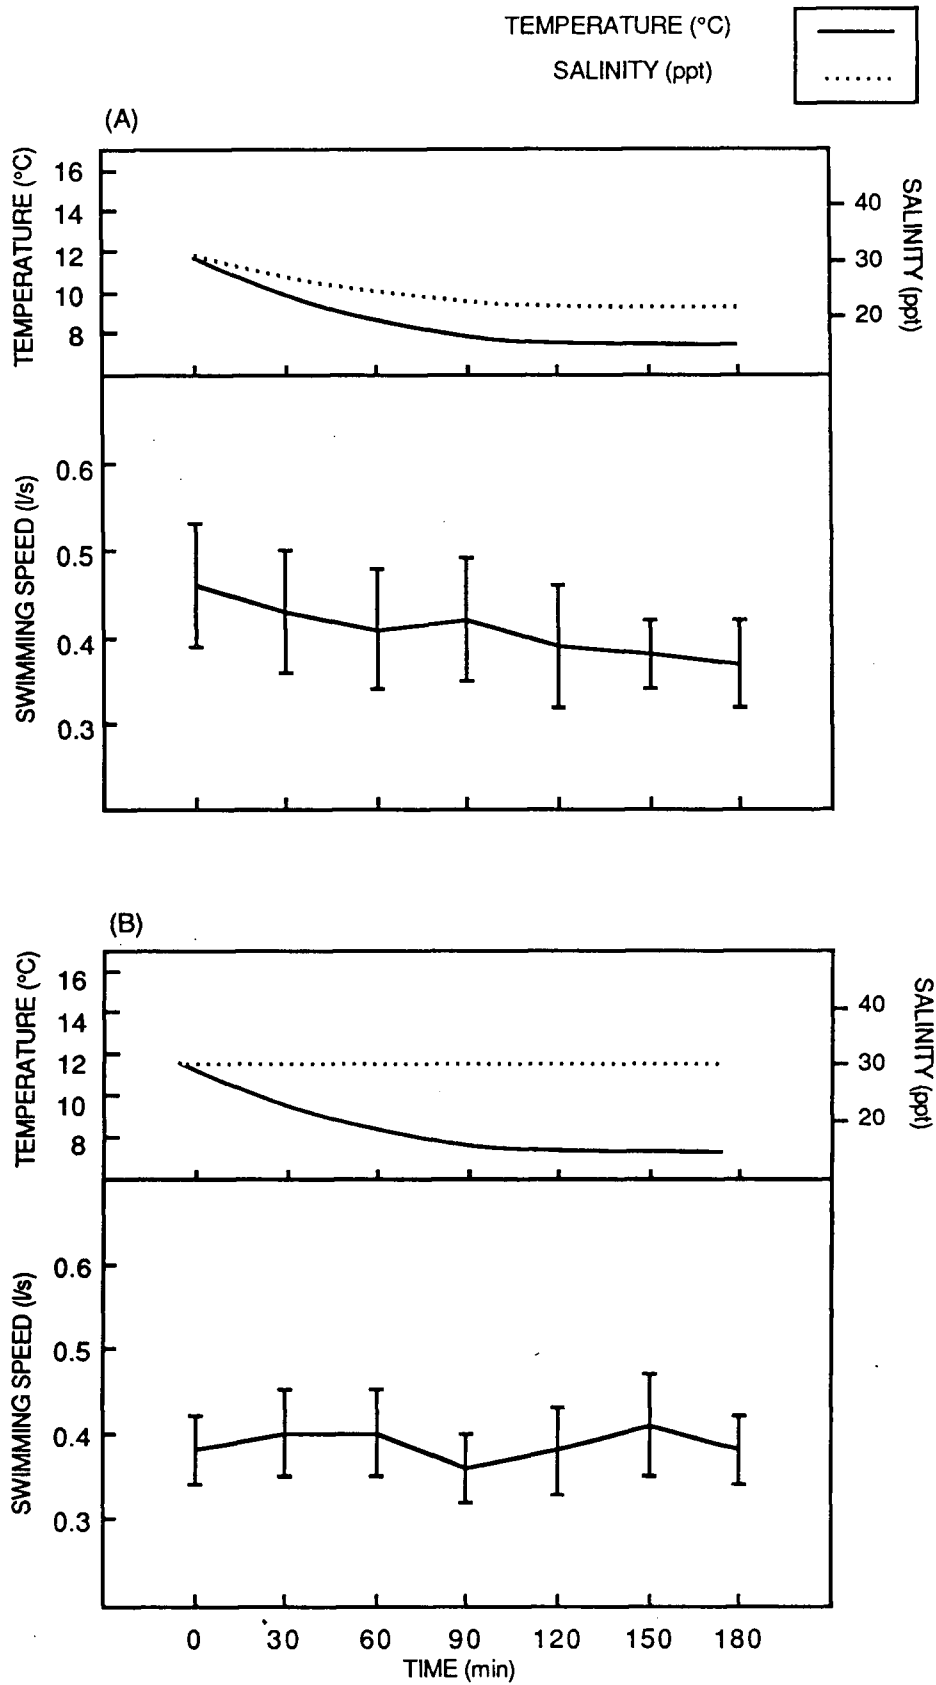 TEMPERATURE (°C)
SALINITY (ppt)
(A)
TEMPERATURE (°C)
16
14
12
10
8
40
30
20
SALINITY (ppt)
SWIMMING SPEED (l/s)
0.6
0.5
0.4
0.3
(B)
TEMPERATURE (°C)
16
14
12
10
8
40
30
20
SALINITY (ppt)
SWIMMING SPEED (l/s)
0.6
0.5
0.4
0.3
0 30 60 90 120 150 180
TIME (min)